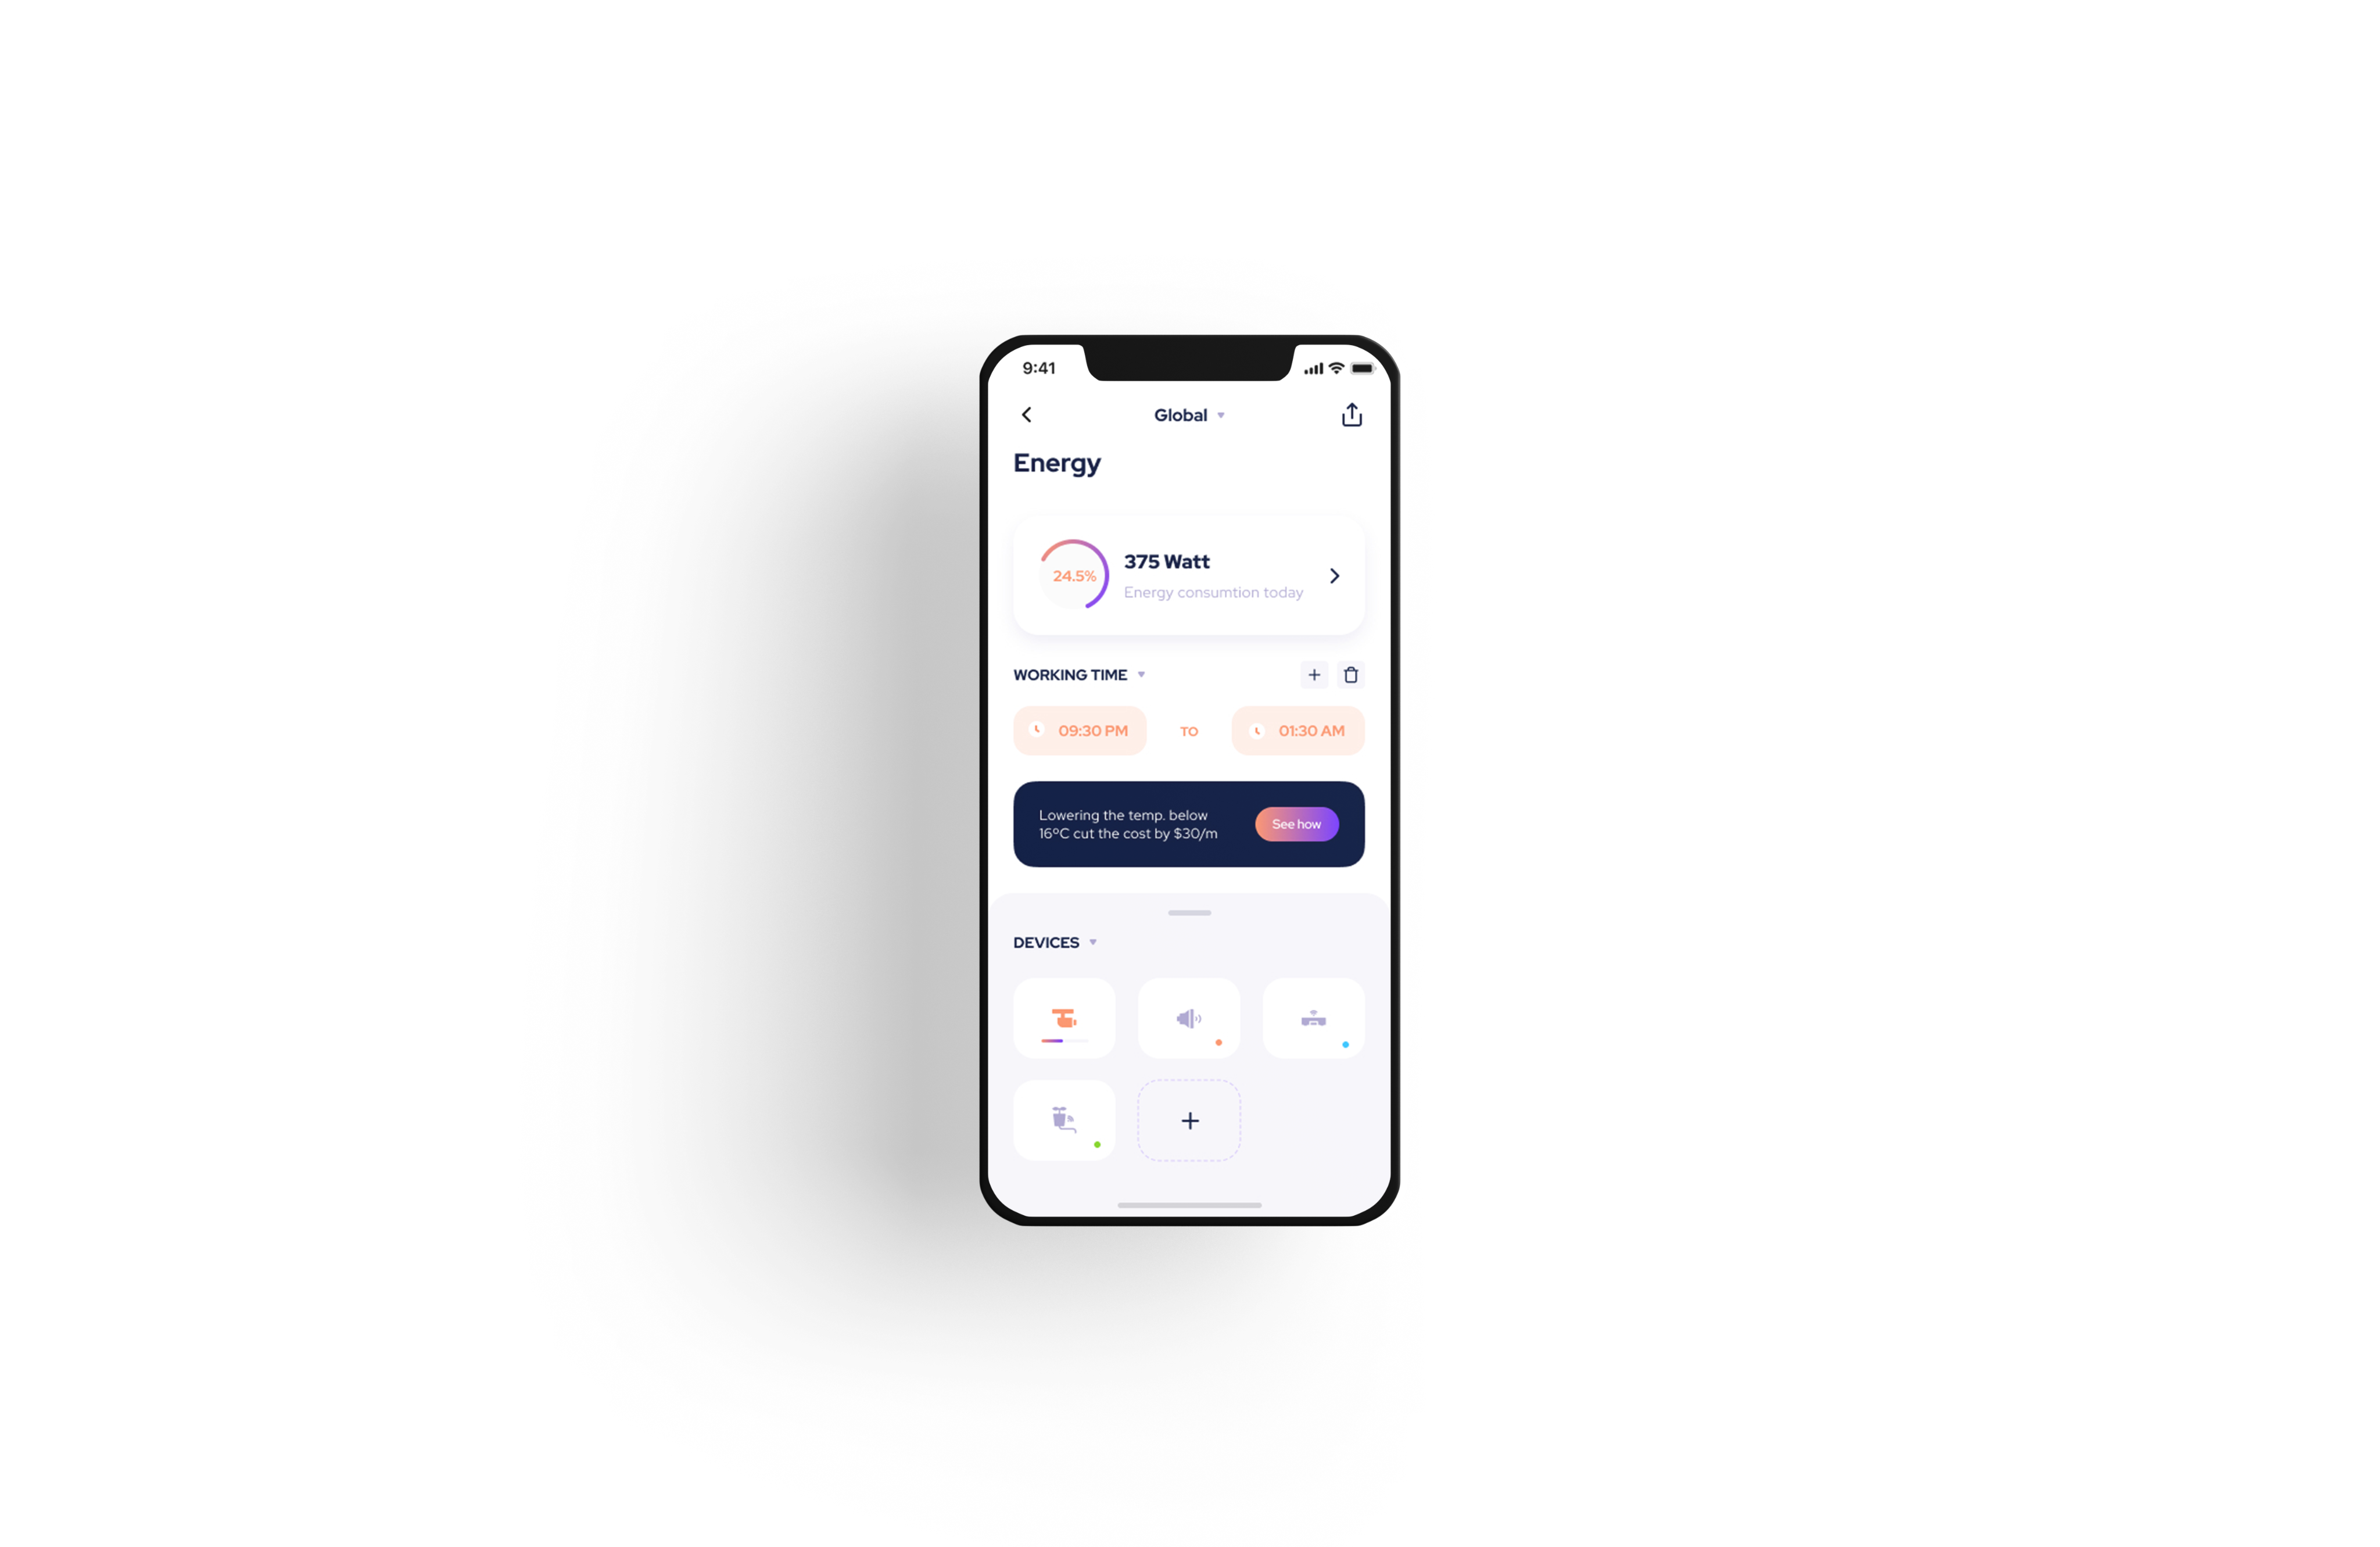 9:41
Global
Energy
24.5%
375 Watt
Energy consumtion today
WORKING TIME
09:30 PM
TO
01:30 AM
Lowering the temp. below
16ºC cut the cost by $30/m
See how
DEVICES